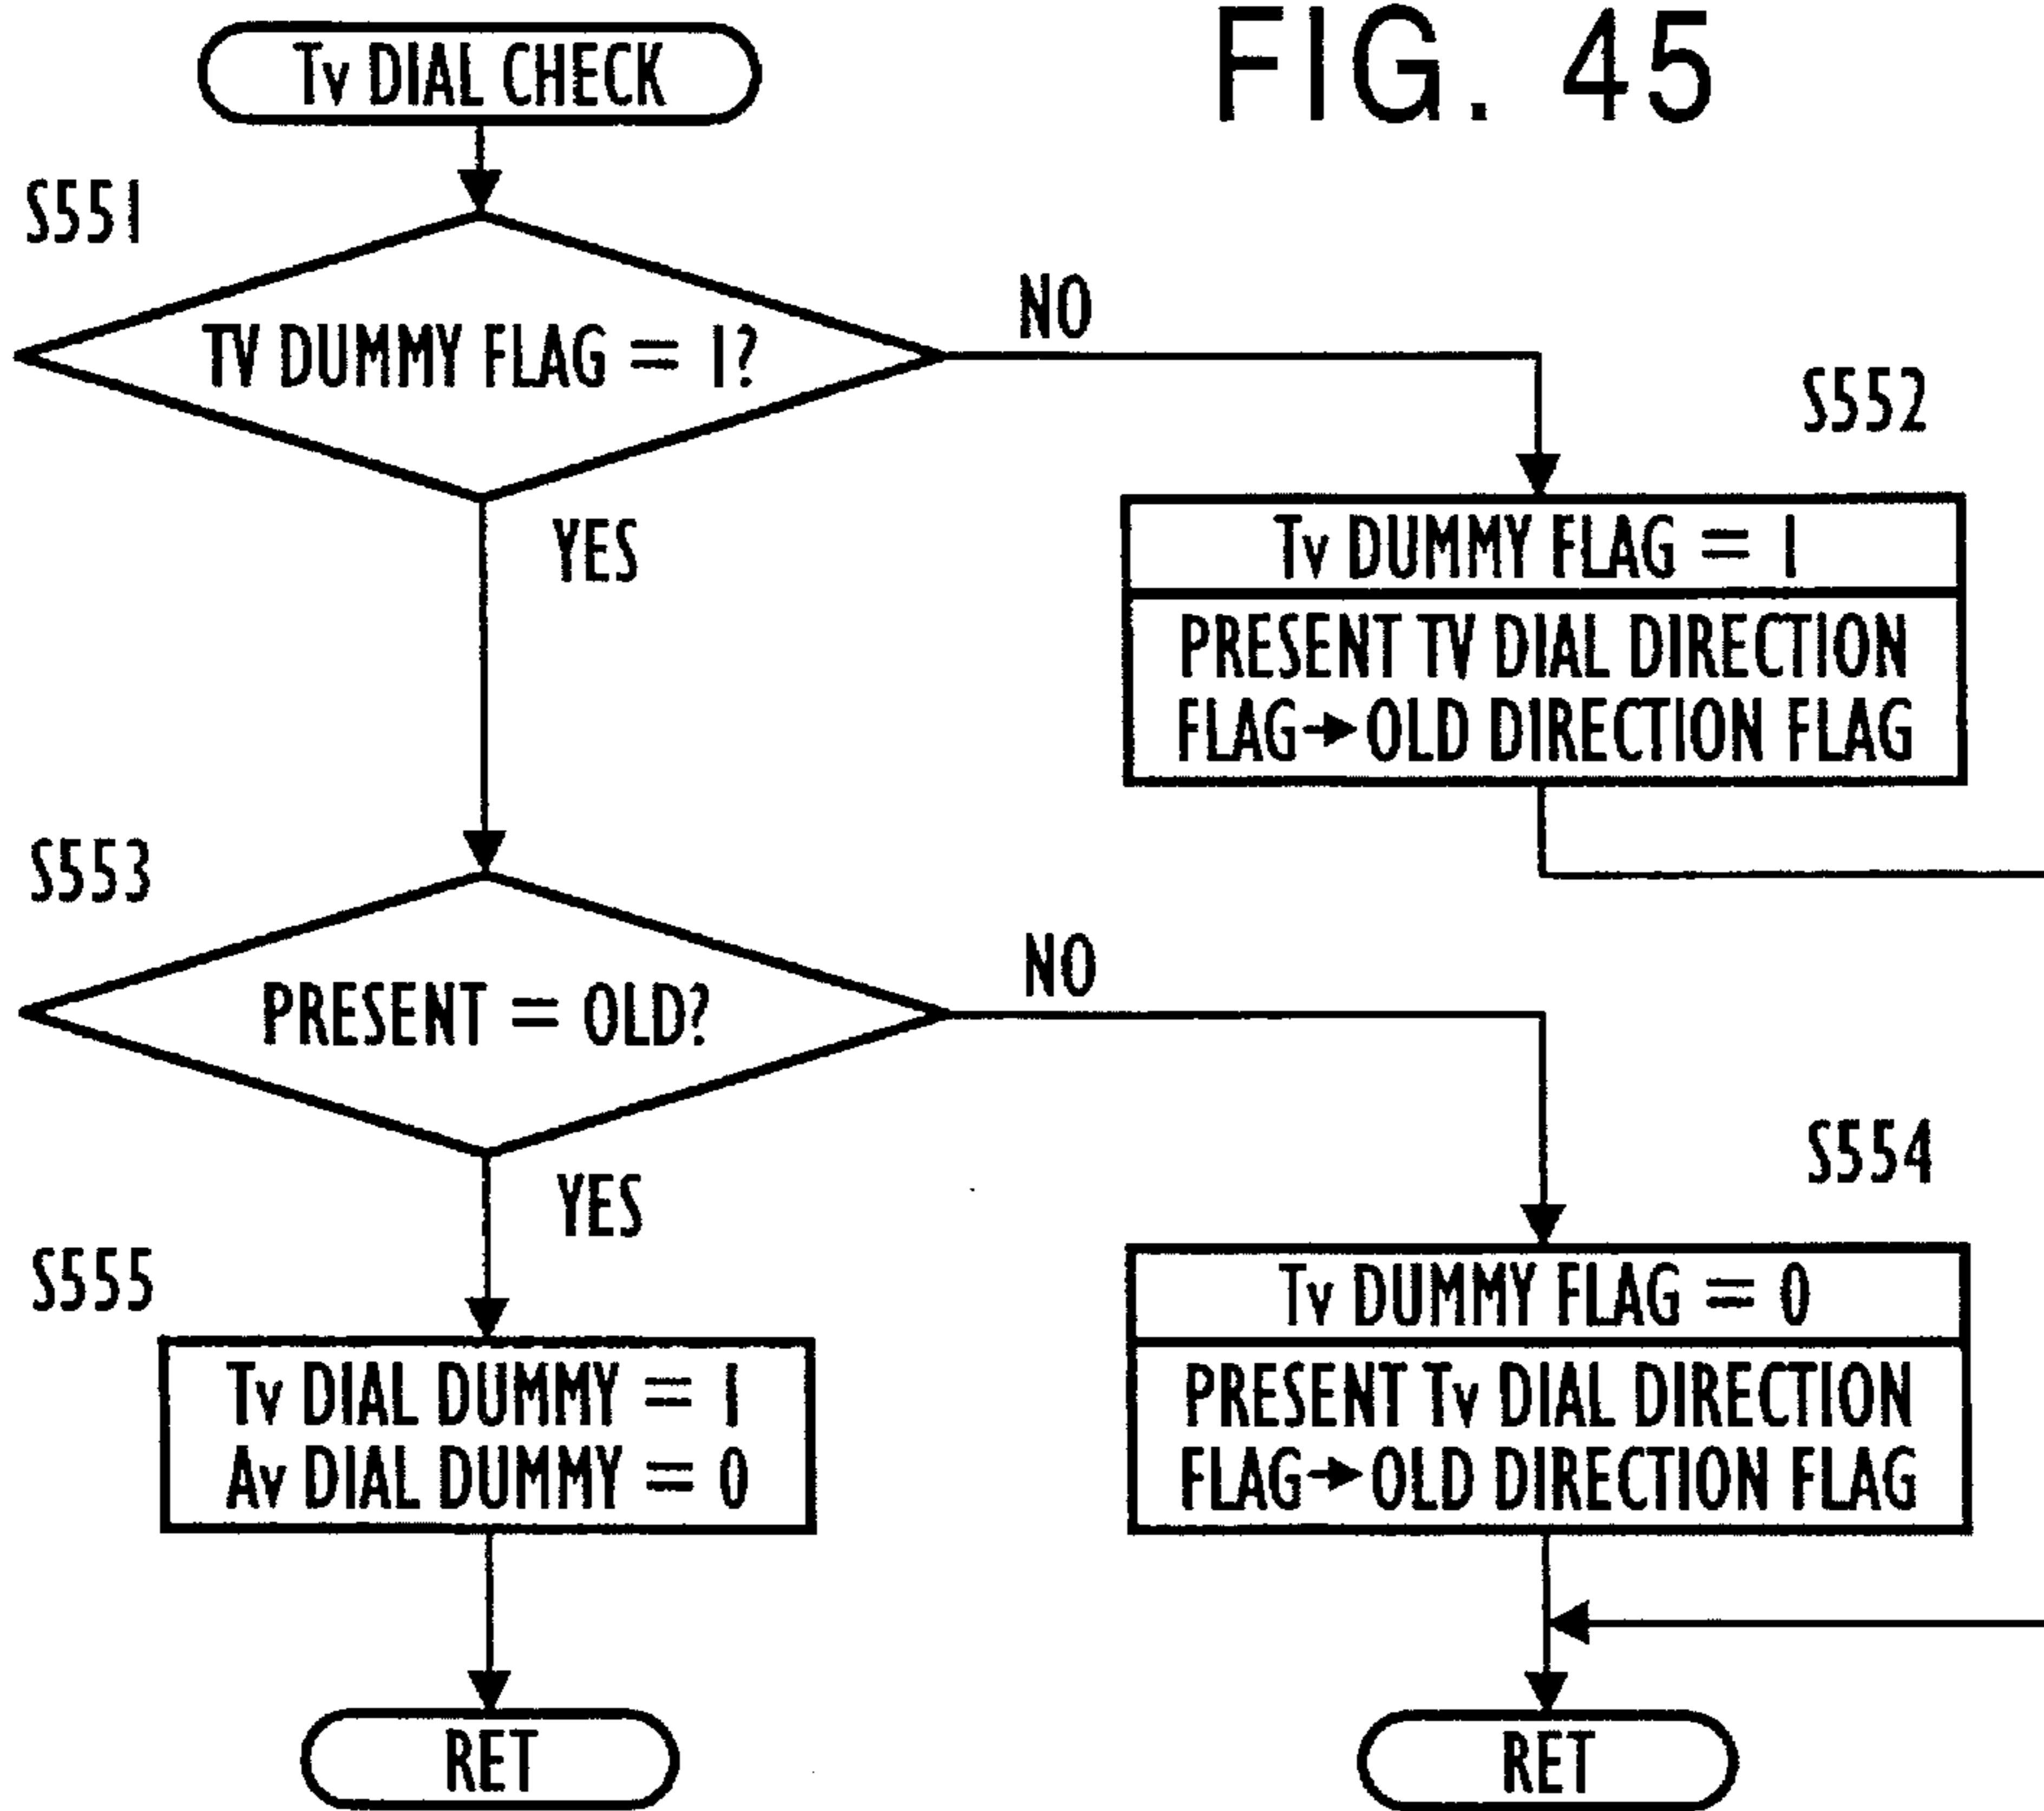 FIG. 45
Tv DIAL CHECK
S551
TV DUMMY FLAG = 1?
NO
YES
S552
Tv DUMMY FLAG = 1
PRESENT TV DIAL DIRECTION
FLAG→OLD DIRECTION FLAG
S553
PRESENT = OLD?
NO
YES
S554
Tv DUMMY FLAG = 0
PRESENT Tv DIAL DIRECTION
FLAG→OLD DIRECTION FLAG
S555
Tv DIAL DUMMY = 1
Av DIAL DUMMY = 0
RET
RET